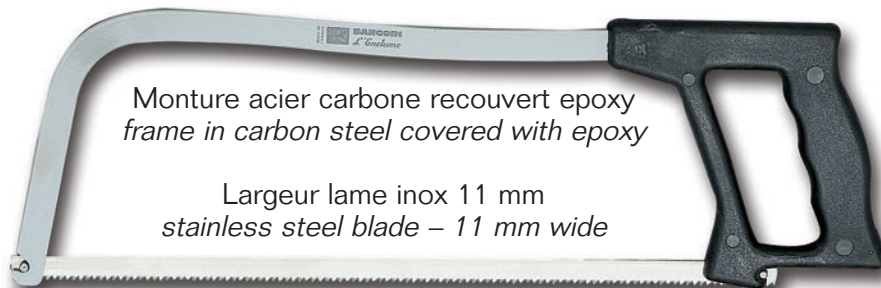 BARGOIN
L'Enclume
Monture acier carbone recouvert epoxy
frame in carbon steel covered with epoxy
Largeur lame inox 11 mm
stainless steel blade – 11 mm wide